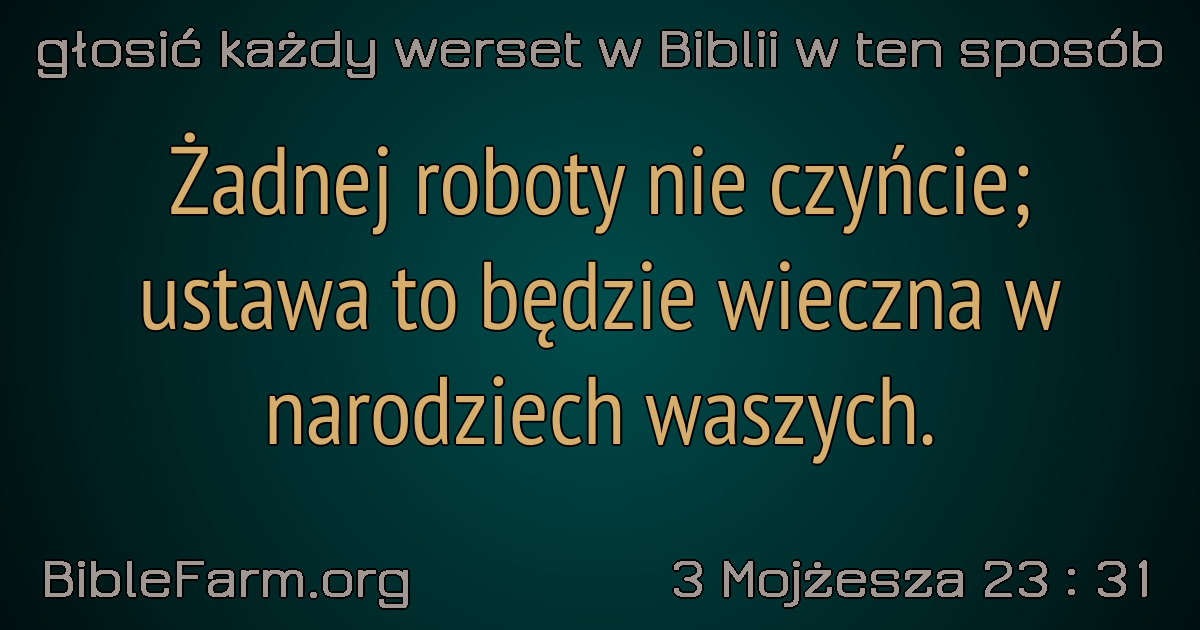 głosić każdy werset w Biblii w ten sposób
Żadnej roboty nie czyńcie;
ustawa to będzie wieczna w
narodziech waszych.
BibleFarm.org
3 Mojżesza 23 : 31